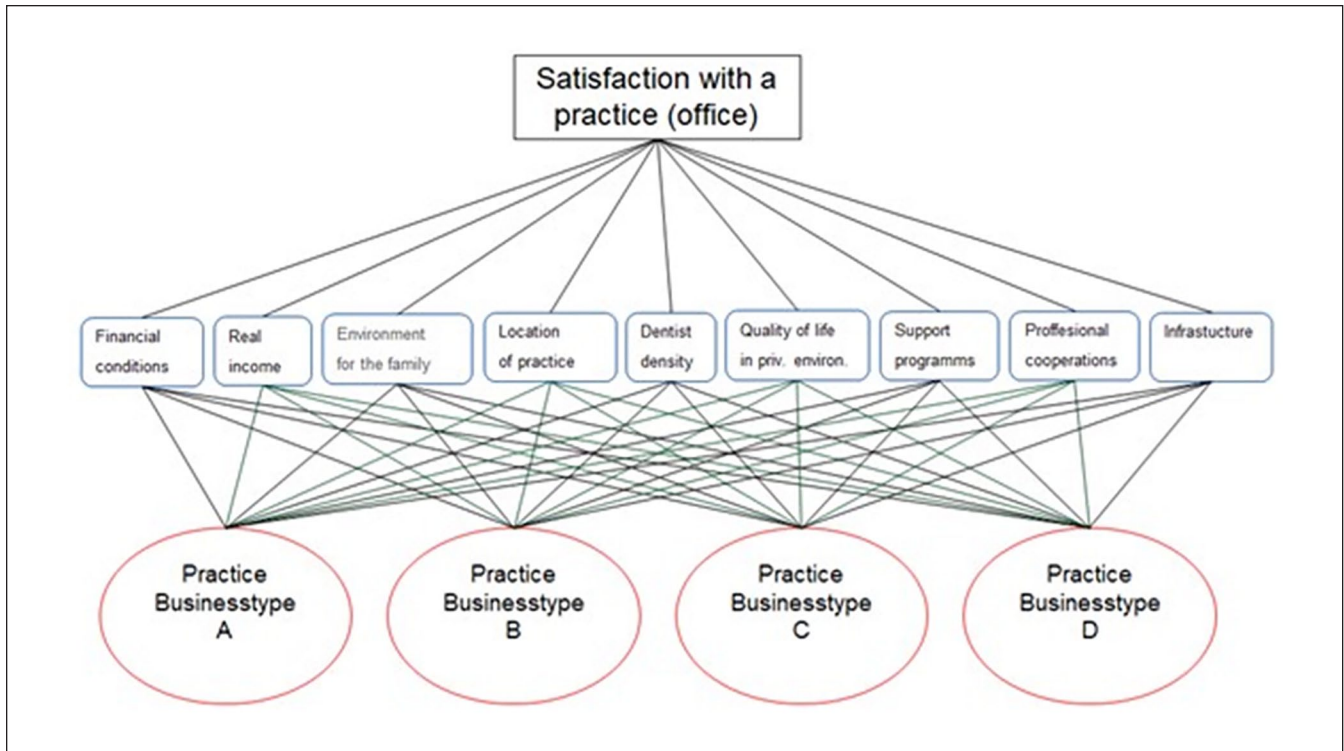 Satisfaction with a
practice (office)
Financial
conditions
Real
income
Environment
for the family
Location
of practice
Dentist
density
Quality of life
in priv. environ.
Support
programms
Proffesional
cooperations
Infrastucture
Practice
Businesstype
A
Practice
Businesstype
B
Practice
Businesstype
C
Practice
Businesstype
D